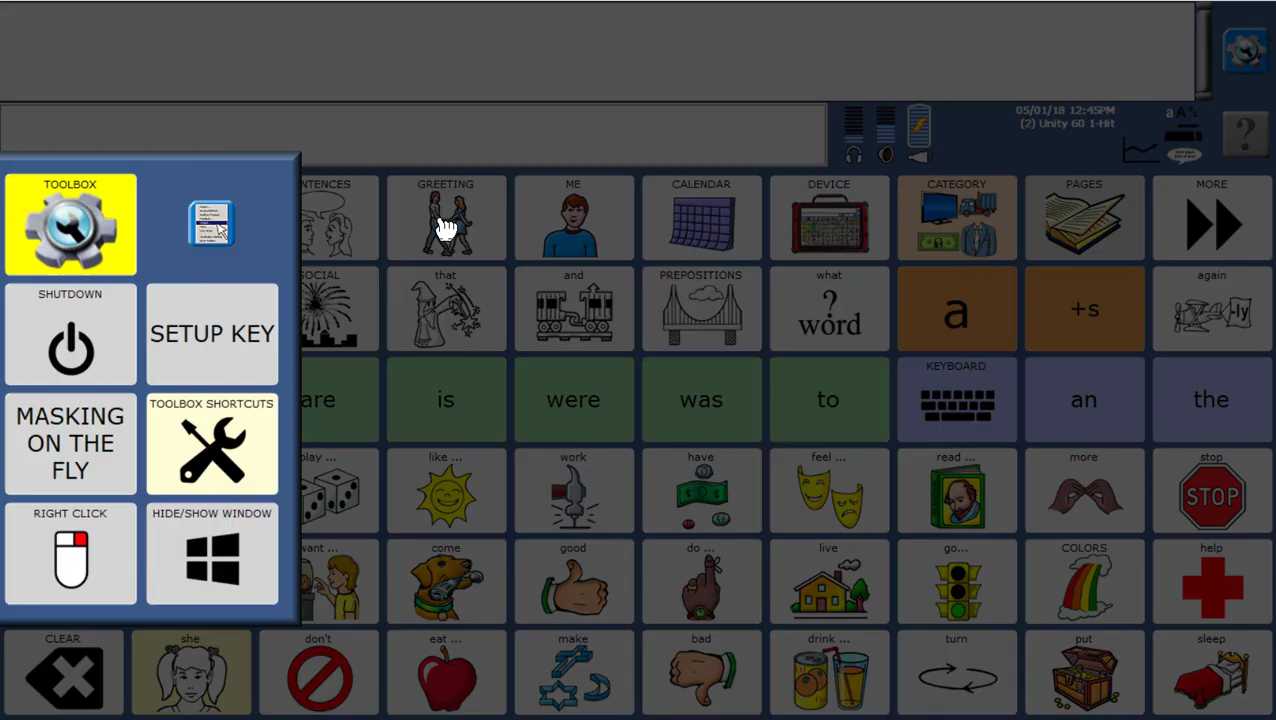 05/01/18 12:45PM
(2) Unity 60 1-Hit
?
TOOLBOX
SHUTDOWN
SETUP KEY
MASKING
ON THE
FLY
TOOLBOX SHORTCUTS
RIGHT CLICK
HIDE/SHOW WINDOW
ENTENCES
GREETING
ME
CALENDAR
DEVICE
CATEGORY
PAGES
MORE
SOCIAL
that
and
PREPOSITIONS
what
?
word
a
+s
again
-ly
are
is
were
was
to
KEYBOARD
an
the
play ...
like ...
work
have
feel ...
read ...
more
stop
STOP
want ...
come
good
do ...
live
go...
COLORS
help
CLEAR
she
don't
eat ...
make
bad
drink ...
turn
put
sleep